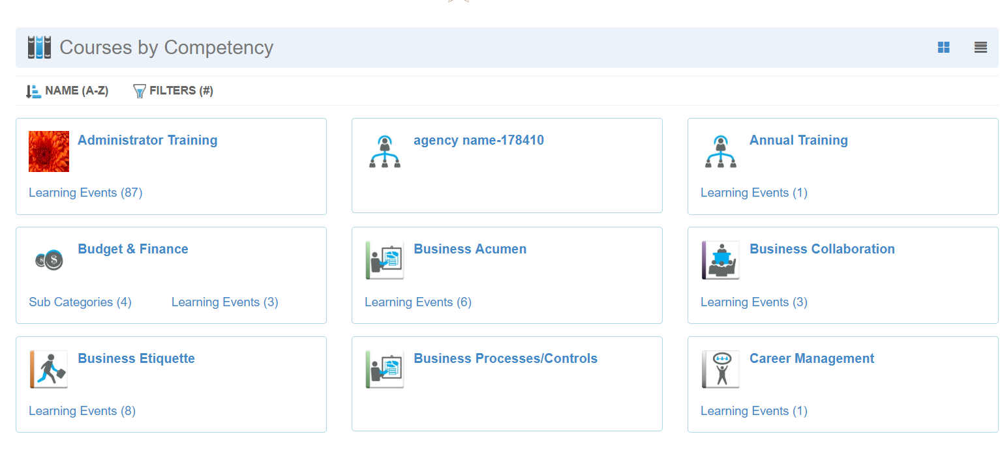 Courses by Competency
NAME (A-Z) FILTERS (#)
Administrator Training
Learning Events (87)
agency name-178410
Annual Training
Learning Events (1)
Budget & Finance
Sub Categories (4) Learning Events (3)
Business Acumen
Learning Events (6)
Business Collaboration
Learning Events (3)
Business Etiquette
Learning Events (8)
Business Processes/Controls
Career Management
Learning Events (1)